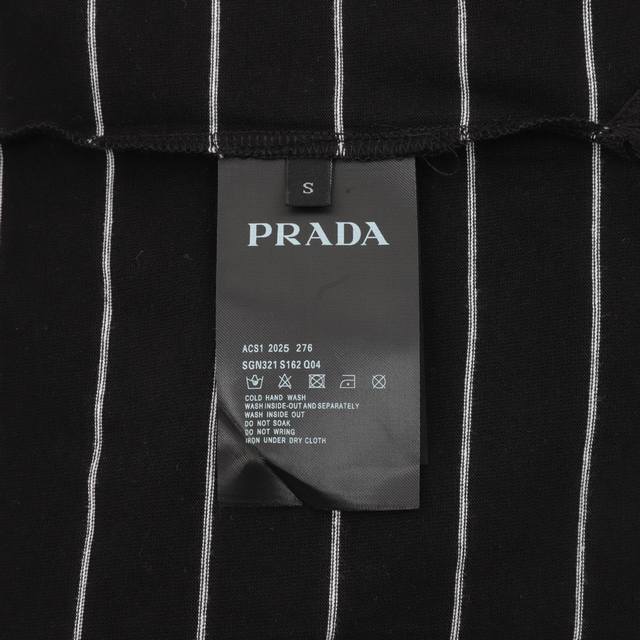 S
PRADA
ACS1 2025 276
SGN321 S162 Q04
COLD HAND WASH
WASH INSIDE-OUT AND SEPARATELY
WASH INSIDE OUT
DO NOT SOAK
DO NOT WRING
IRON UNDER DRY CLOTH